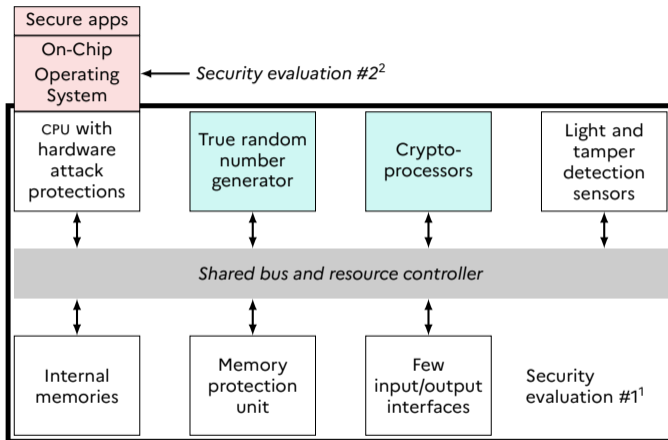 Secure apps
On-Chip
Operating
System
Security evaluation #2²
CPU with
hardware
attack
protections
True random
number
generator
Crypto-
processors
Light and
tamper
detection
sensors
Shared bus and resource controller
Internal
memories
Memory
protection
unit
Few
input/output
interfaces
Security
evaluation #1¹